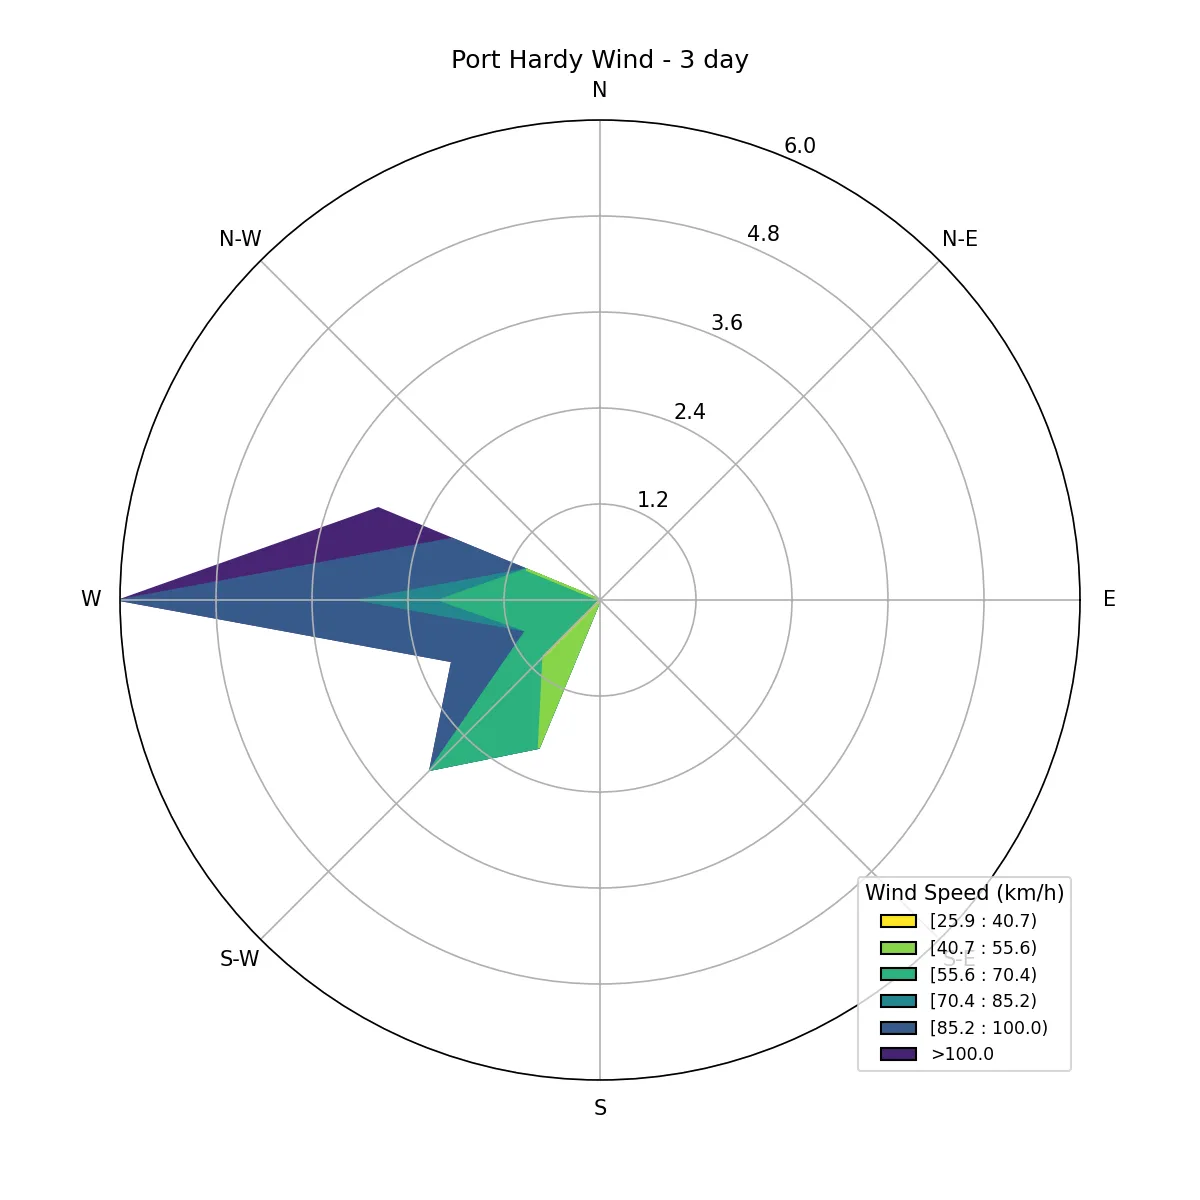 Port Hardy Wind - 3 day
N
6.0
N-W
N-E
4.8
3.6
2.4
1.2
W
E
S-W
S-E
S
Wind Speed (km/h)
[25.9 : 40.7)
[40.7 : 55.6)
[55.6 : 70.4)
[70.4 : 85.2)
[85.2 : 100.0)
>100.0